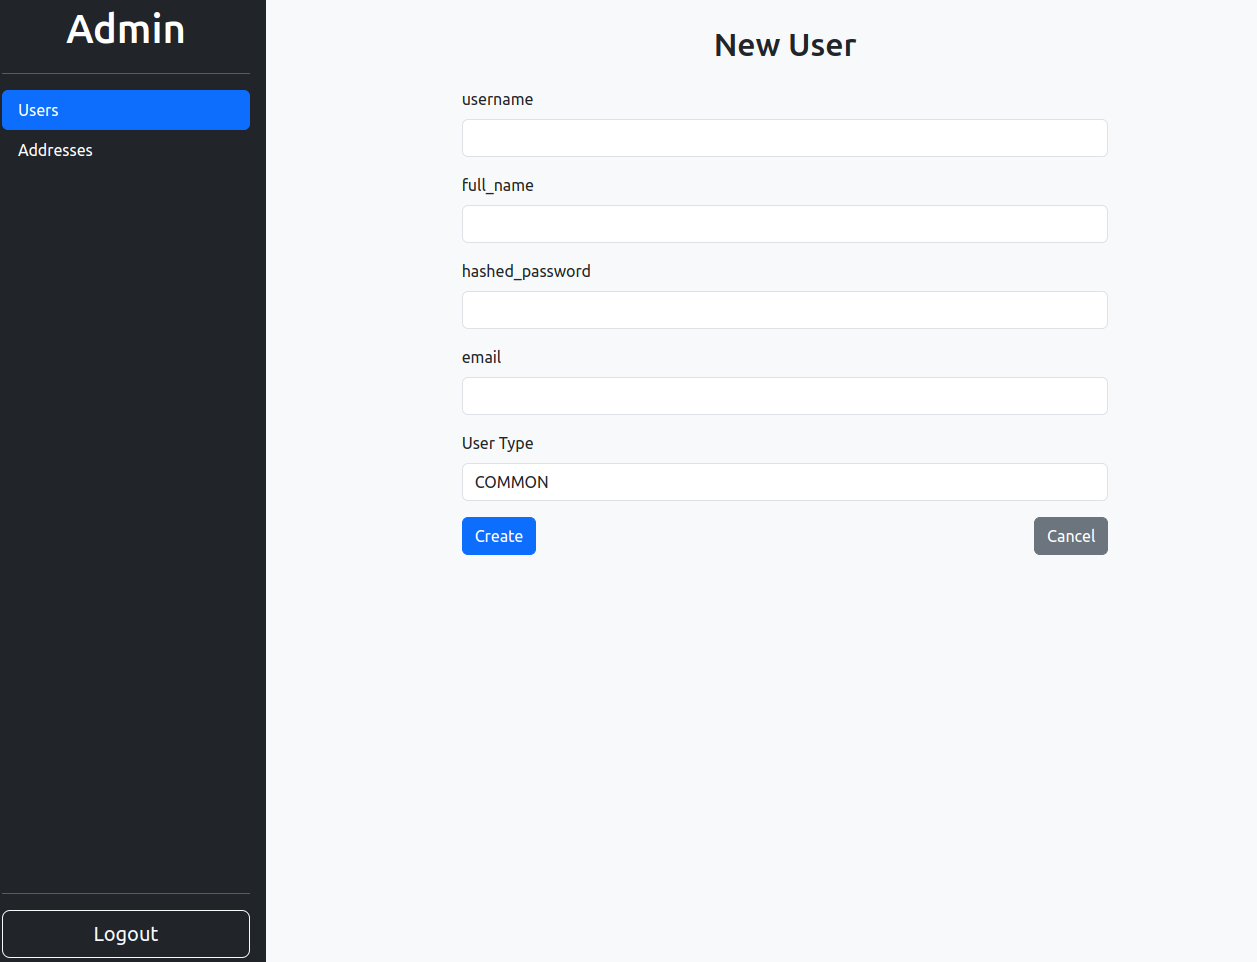 Admin
Users
Addresses
Logout
New User
username
full_name
hashed_password
email
User Type
COMMON
Create
Cancel